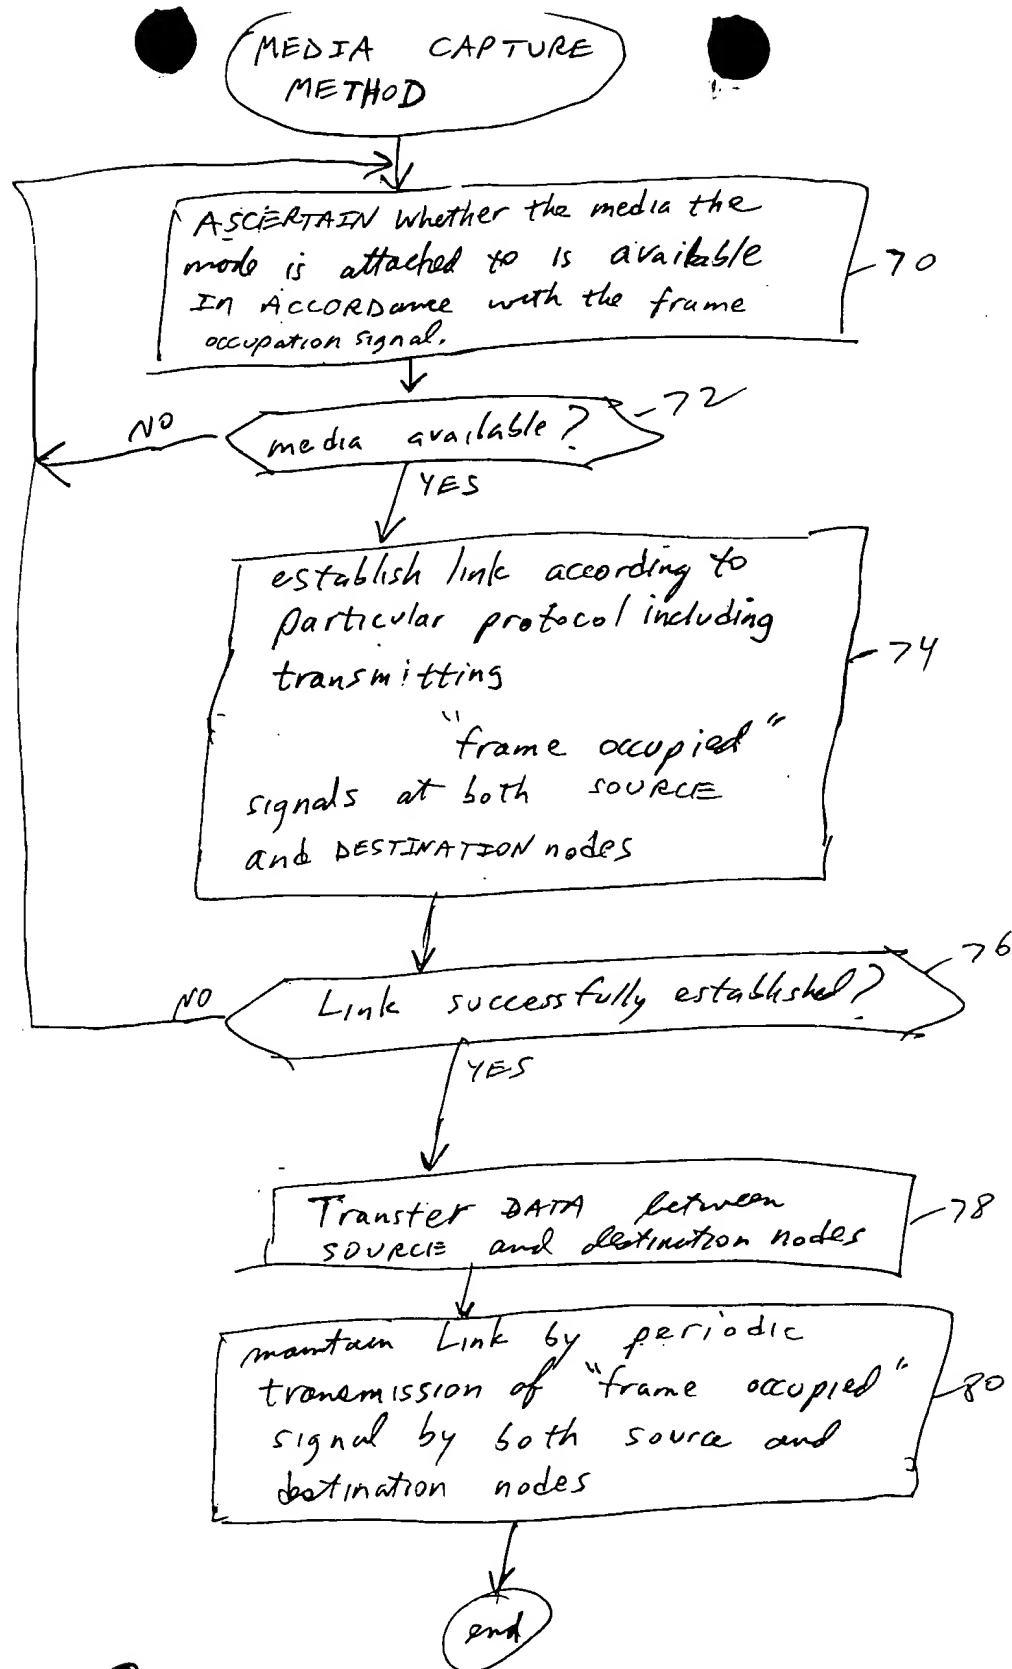 MEDIA CAPTURE
METHOD
ASCERTAIN whether the media the
mode is attached to is available
In ACCORDance with the frame
occupation signal.
70
media available?
72
NO
YES
establish link according to
particular protocol including
transmitting
"frame occupied"
signals at both SOURCE
and DESTINATION nodes
74
Link successfully established?
76
NO
YES
Transfer DATA between
SOURCE and destination nodes
78
maintain Link by periodic
transmission of "frame occupied"
signal by both source and
destination nodes
80
end